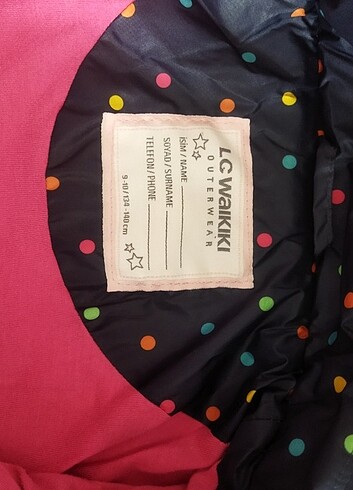 LC WAIKIKI
OUTERWEAR
İSİM / NAME
SOYAD / SURNAME
TELEFON / PHONE
9-10 / 134-140 cm